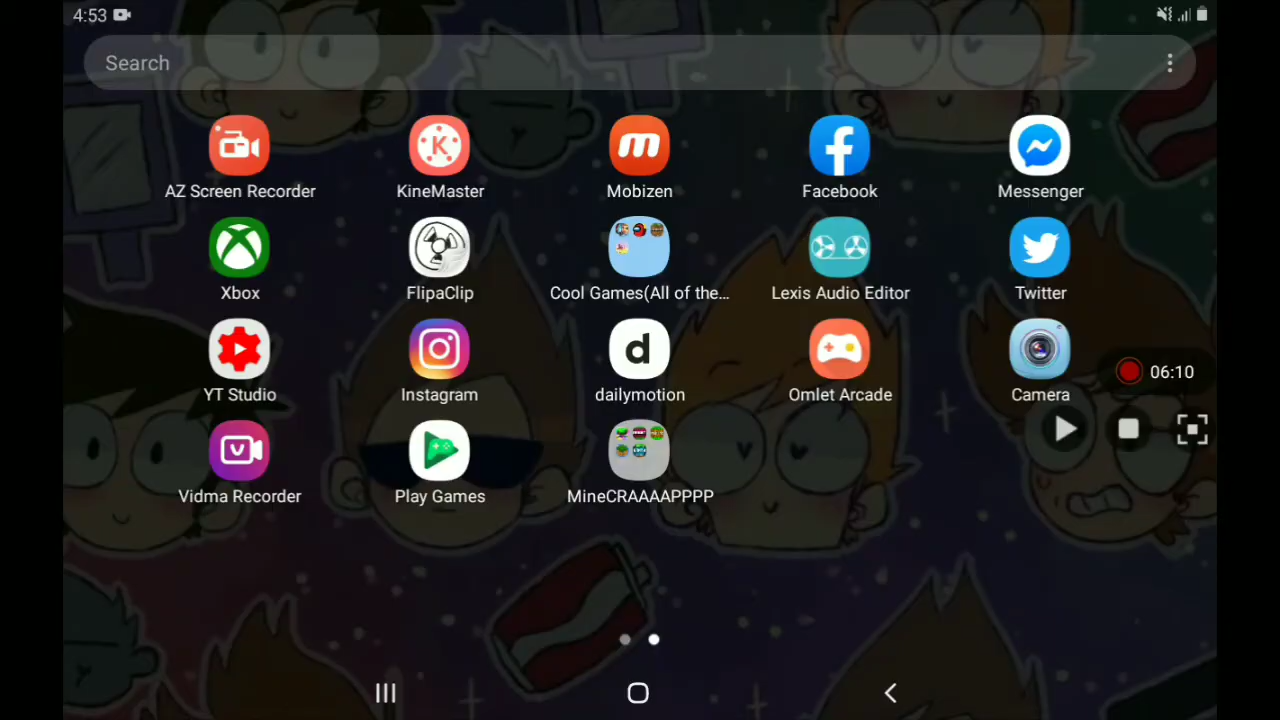 4:53
Search
AZ Screen Recorder
KineMaster
Mobizen
Facebook
Messenger
Xbox
FlipaClip
Cool Games(All of the...
Lexis Audio Editor
Twitter
YT Studio
Instagram
dailymotion
Omlet Arcade
Camera
06:10
Vidma Recorder
Play Games
MineCRAAAAPPPP